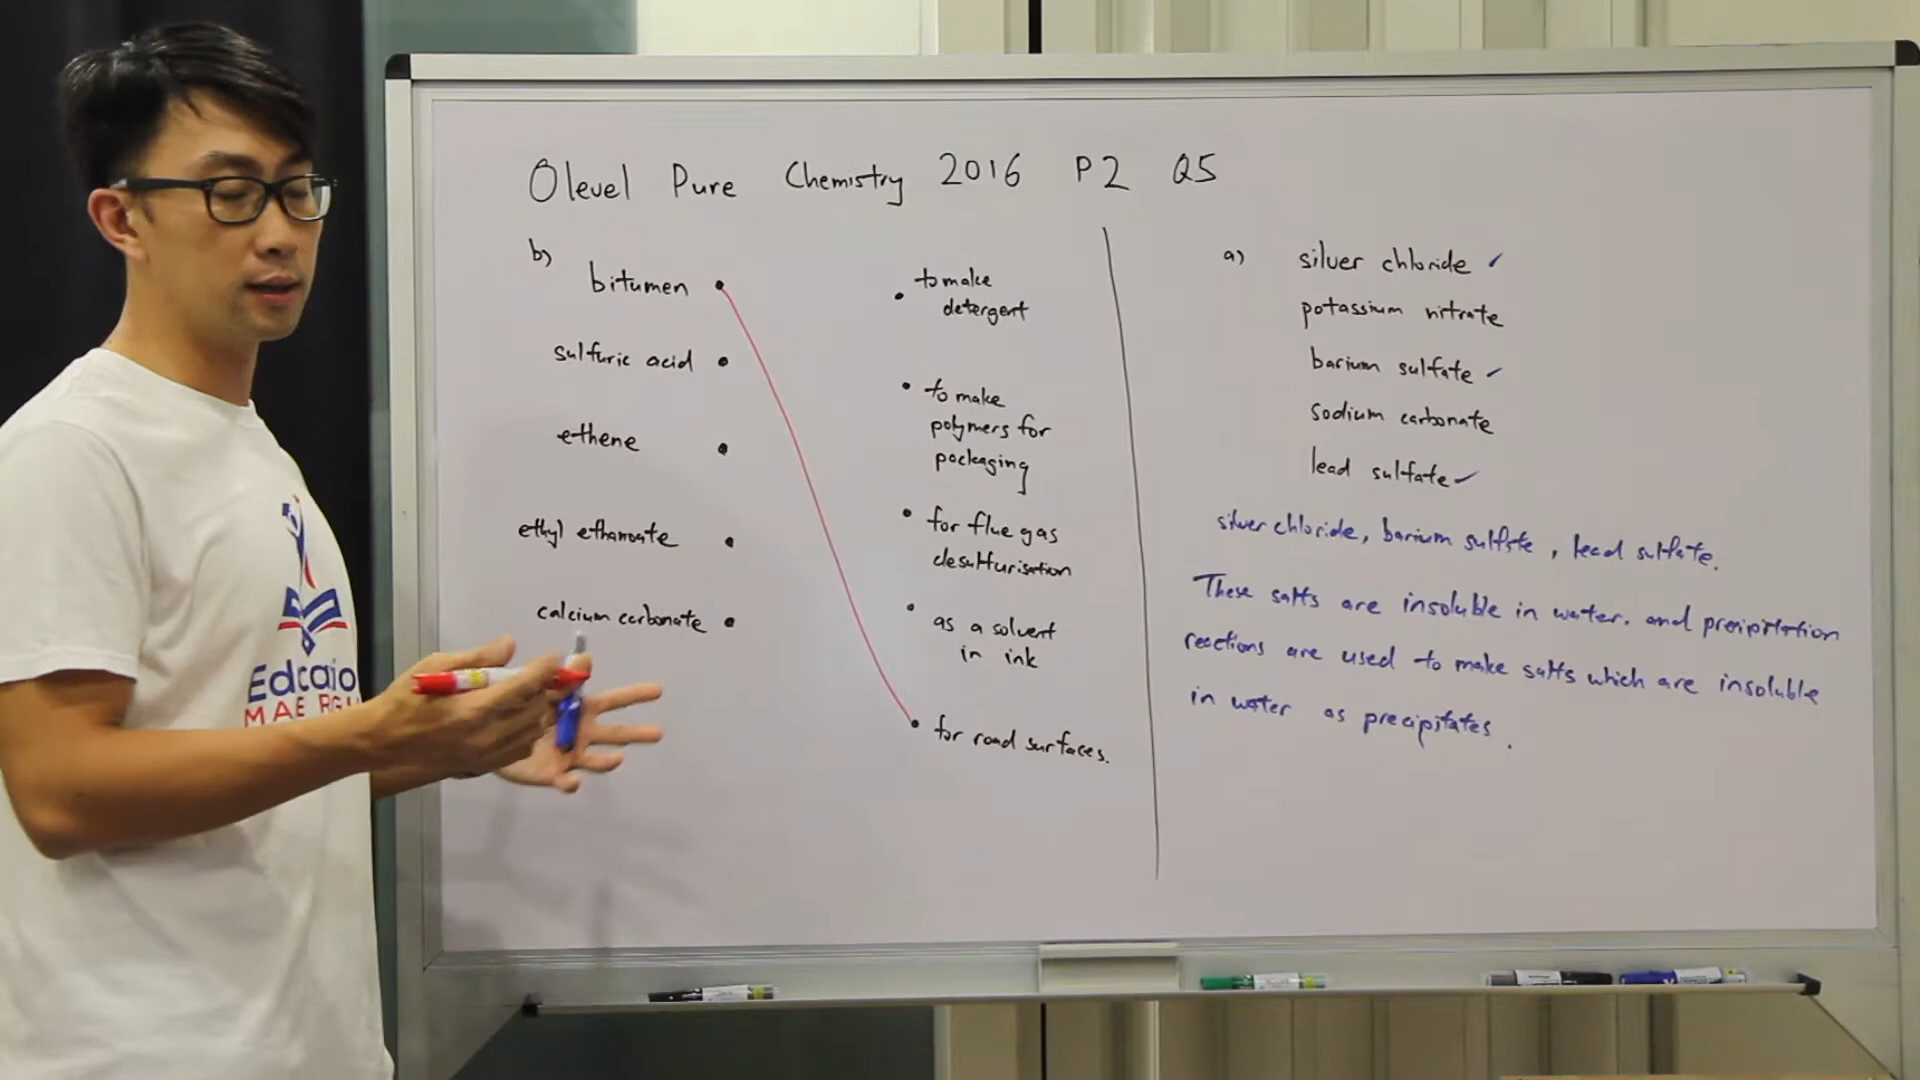 O level Pure Chemistry 2016 P2 Q5
b)
bitumen
sulfuric acid
ethene
ethyl ethanoate
calcium carbonate
to make
detergent
to make
polymers for
packaging
for flue gas
desulfurisation
as a solvent
in ink
for road surfaces.
a) silver chloride ✓
potassium nitrate
barium sulfate ✓
sodium carbonate
lead sulfate ✓
silver chloride, barium sulfate, lead sulfate.
These salts are insoluble in water, and precipitation
reactions are used to make salts which are insoluble
in water as precipitates.